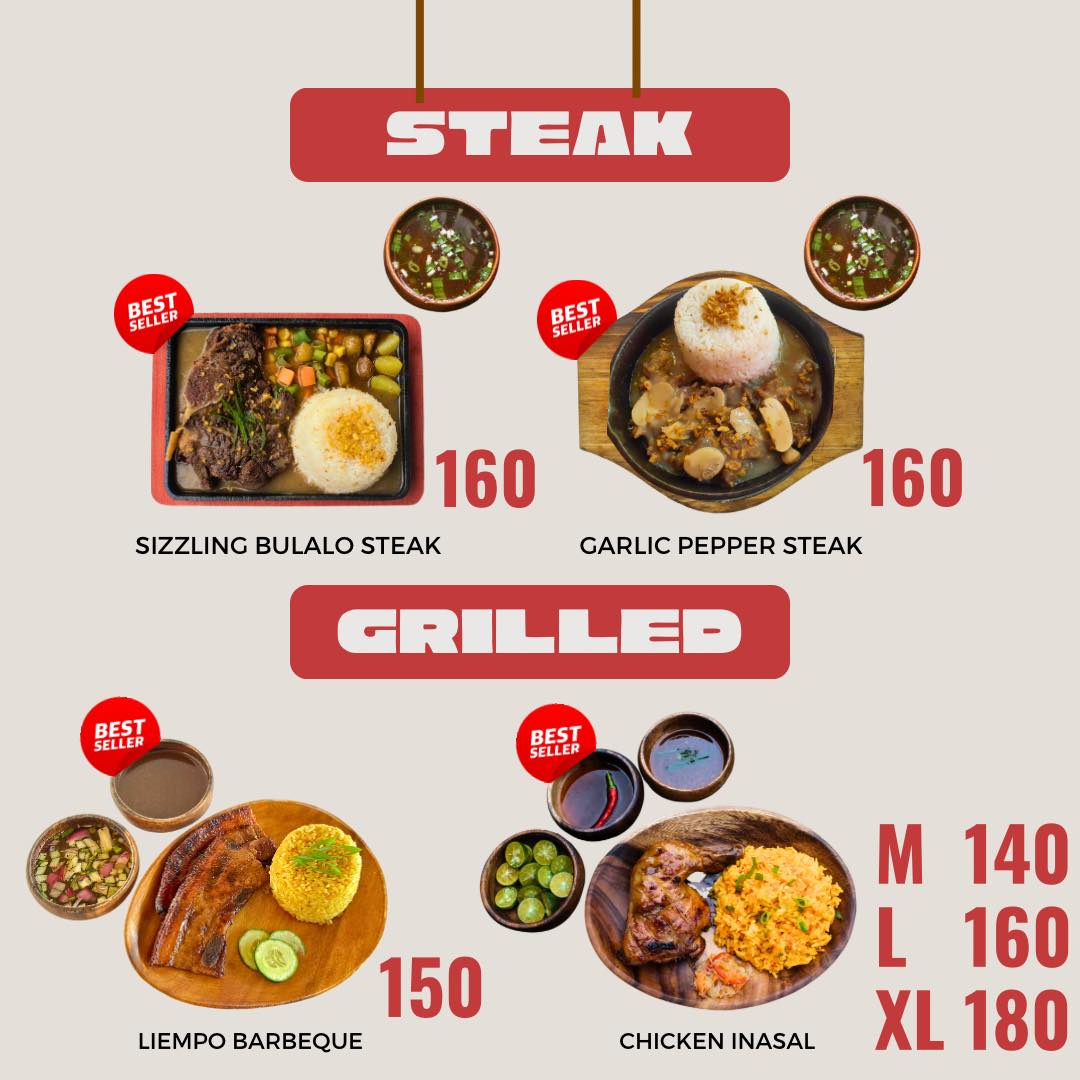 STEAK
BEST
SELLER
BEST
SELLER
160
160
SIZZLING BULALO STEAK
GARLIC PEPPER STEAK
GRILLED
BEST
SELLER
BEST
SELLER
M 140
L 160
XL 180
150
LIEMPO BARBEQUE
CHICKEN INASAL